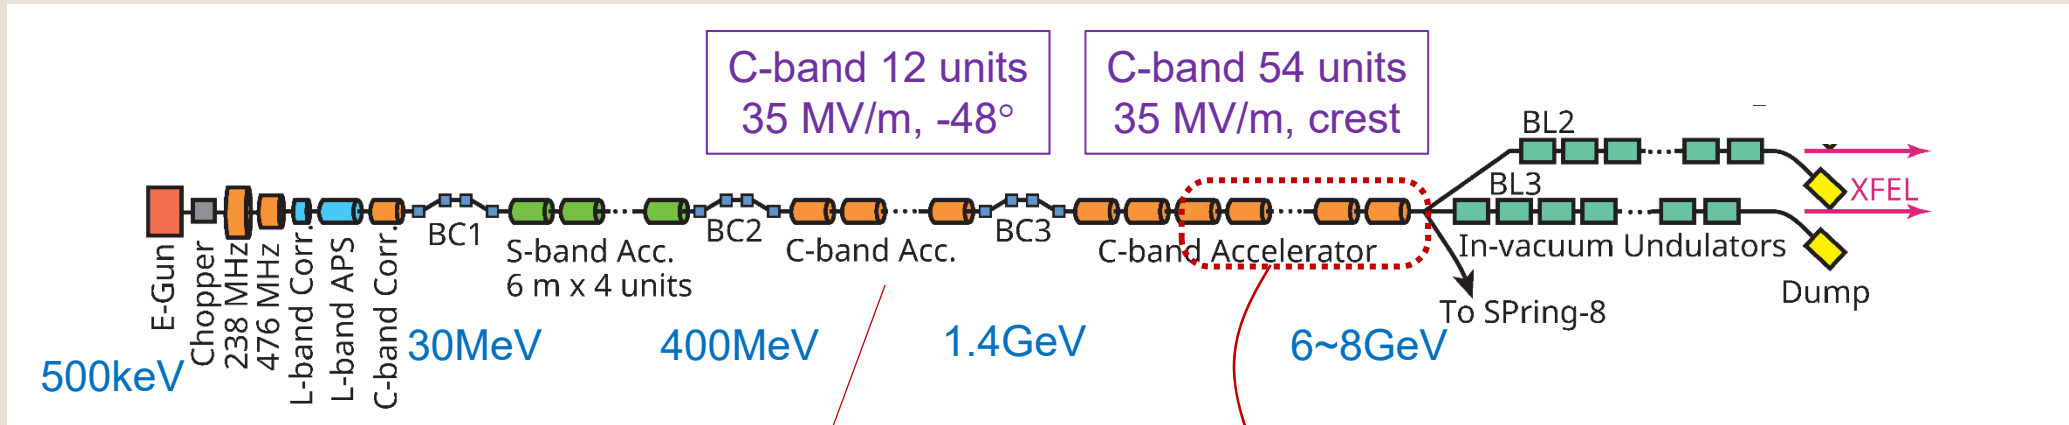 C-band 12 units
35 MV/m, -48°
C-band 54 units
35 MV/m, crest
E-Gun
Chopper
238 MHz
476 MHz
L-band Corr.
L-band APS
C-band Corr.
BC1
S-band Acc.
6 m x 4 units
BC2
C-band Acc.
BC3
C-band Accelerator
BL2
BL3
XFEL
In-vacuum Undulators
To SPring-8
Dump
500keV
30MeV
400MeV
1.4GeV
6~8GeV